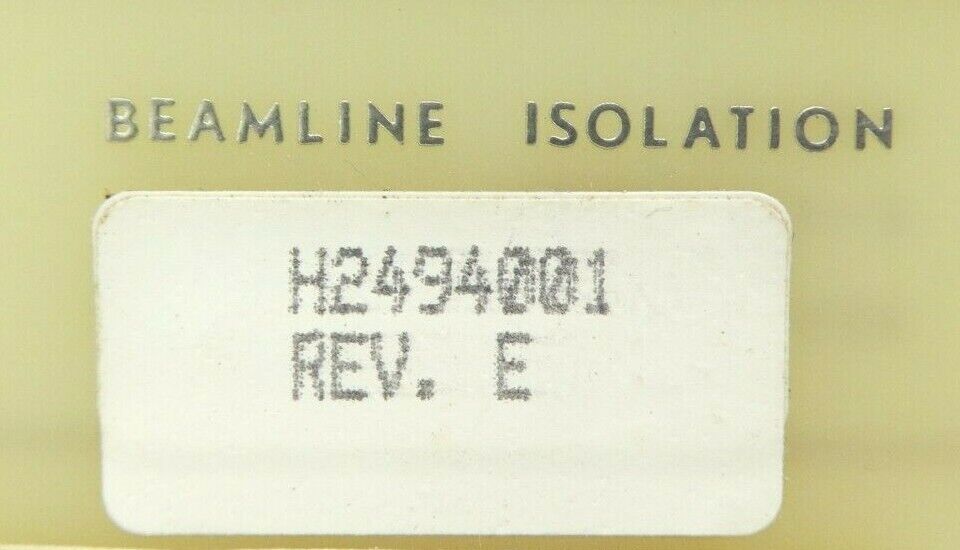 BEAMLINE ISOLATION
H2494001
REV. E